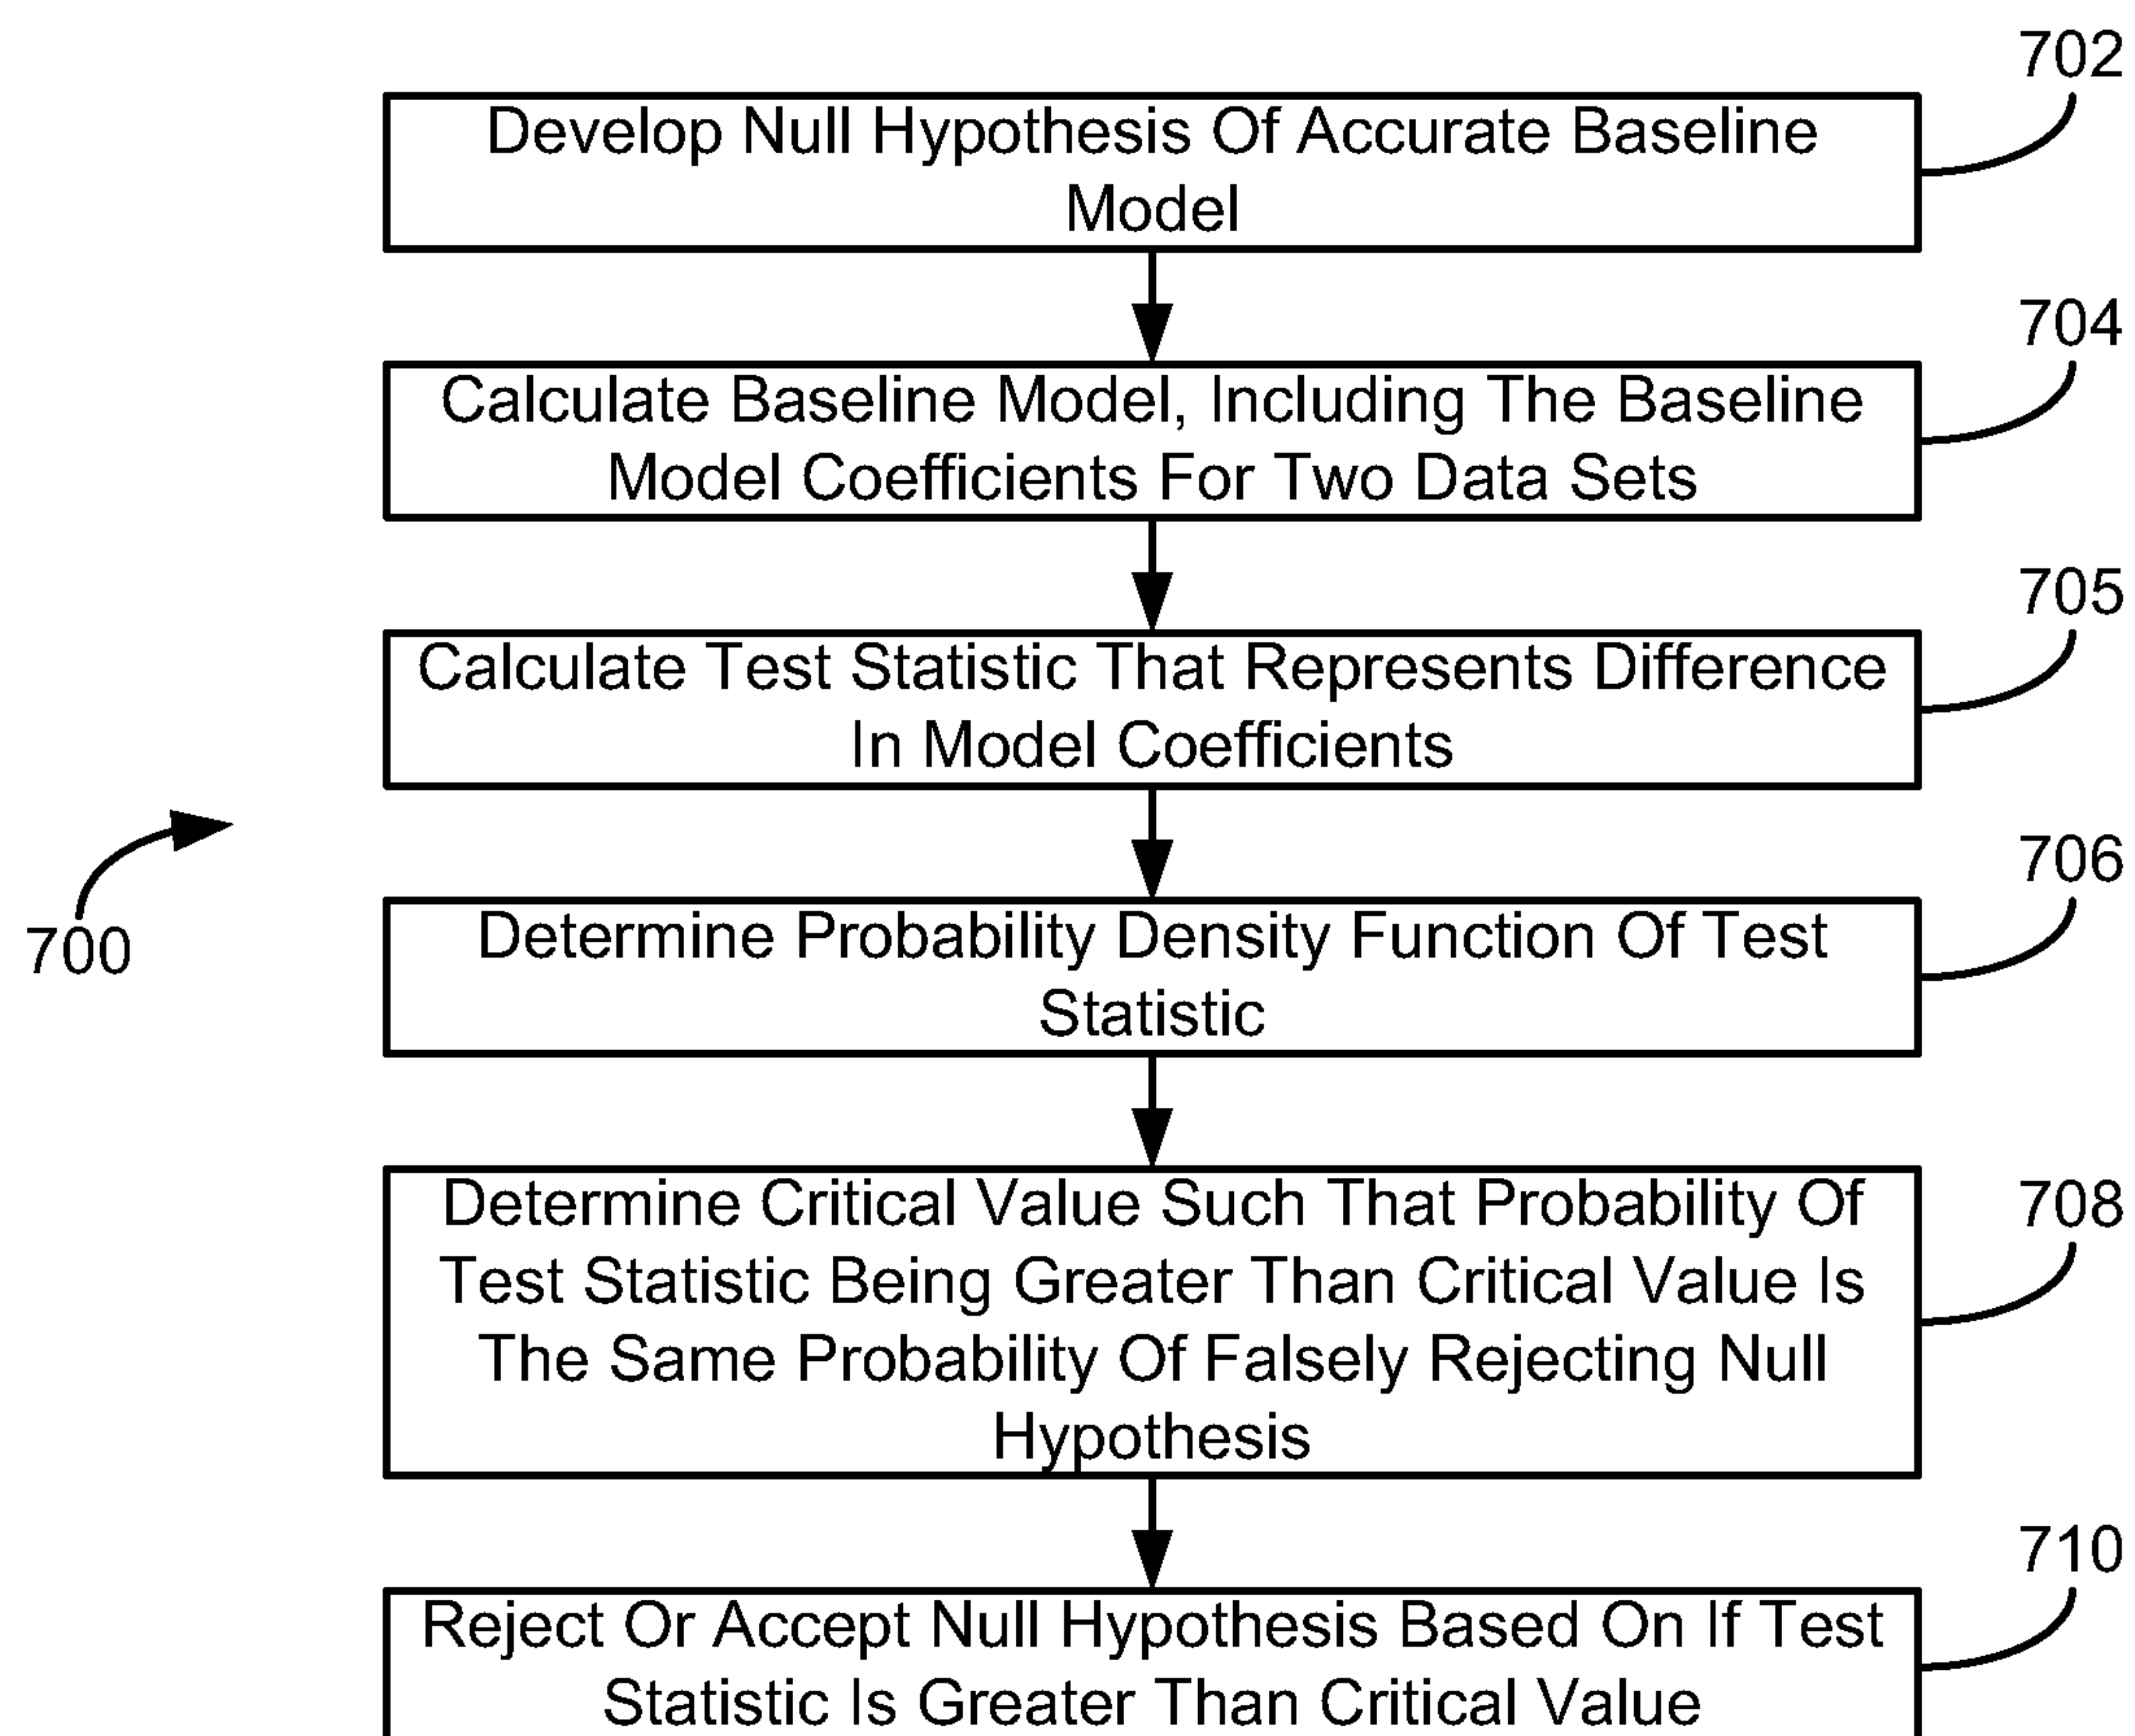 702
Develop Null Hypothesis Of Accurate Baseline
Model
704
Calculate Baseline Model, Including The Baseline
Model Coefficients For Two Data Sets
705
Calculate Test Statistic That Represents Difference
In Model Coefficients
700
706
Determine Probability Density Function Of Test
Statistic
708
Determine Critical Value Such That Probability Of
Test Statistic Being Greater Than Critical Value Is
The Same Probability Of Falsely Rejecting Null
Hypothesis
710
Reject Or Accept Null Hypothesis Based On If Test
Statistic Is Greater Than Critical Value